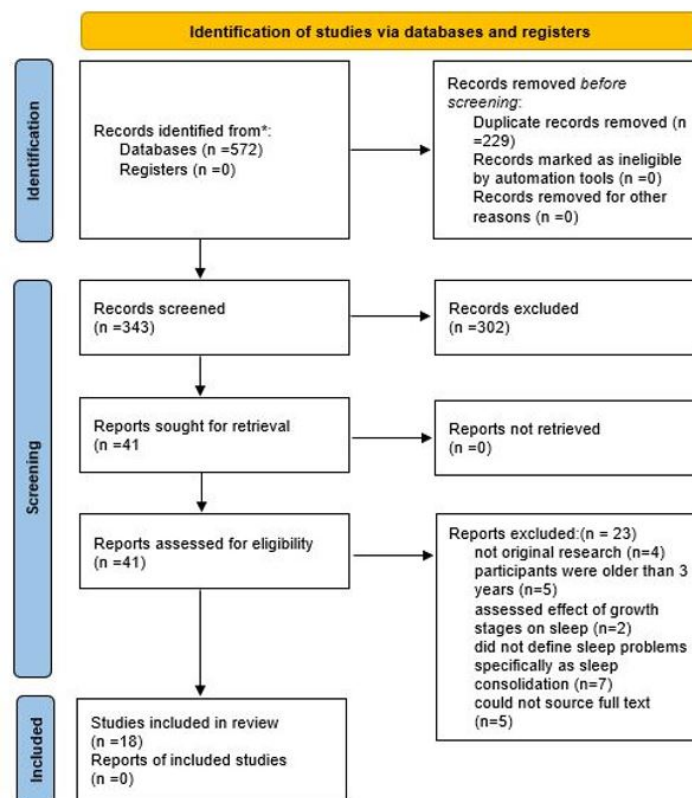 Identification of studies via databases and registers
Identification
Records identified from*:
Databases (n =572)
Registers (n =0)
Records removed before
screening:
Duplicate records removed (n
=229)
Records marked as ineligible
by automation tools (n =0)
Records removed for other
reasons (n =0)
Screening
Records screened
(n =343)
Records excluded
(n =302)
Reports sought for retrieval
(n =41
Reports not retrieved
(n =0)
Reports assessed for eligibility
(n =41)
Reports excluded:(n = 23)
not original research (n=4)
participants were older than 3
years (n=5)
assessed effect of growth
stages on sleep (n=2)
did not define sleep problems
specifically as sleep
consolidation (n=7)
could not source full text
(n=5)
Included
Studies included in review
(n =18)
Reports of included studies
(n =0)